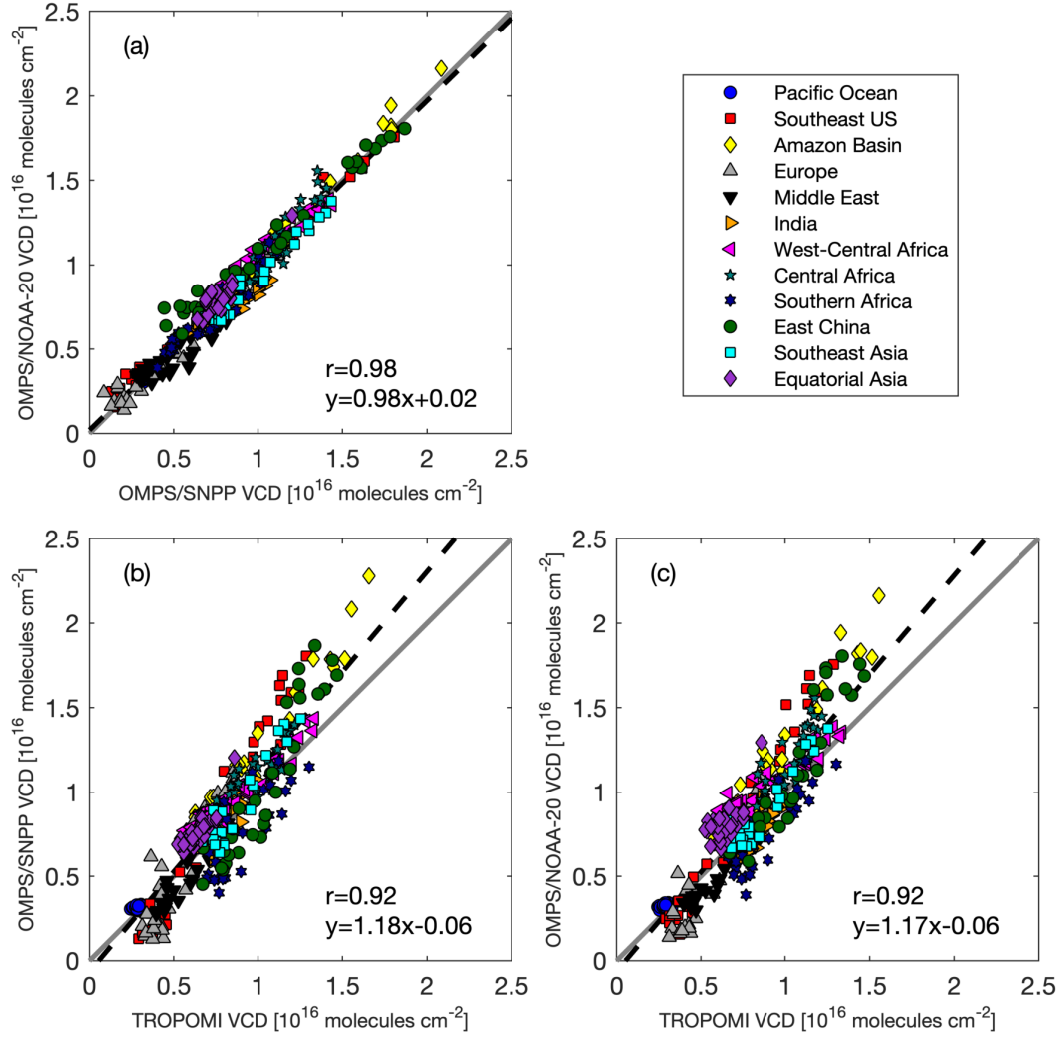 (a)
2.5
2
1.5
1
0.5
0
0 0.5 1 1.5 2 2.5
OMPS/NOAA-20 VCD [10^16 molecules cm^-2]
OMPS/SNPP VCD [10^16 molecules cm^-2]
r=0.98
y=0.98x+0.02
Pacific Ocean
Southeast US
Amazon Basin
Europe
Middle East
India
West-Central Africa
Central Africa
Southern Africa
East China
Southeast Asia
Equatorial Asia
(b)
2.5
2
1.5
1
0.5
0
0 0.5 1 1.5 2 2.5
OMPS/SNPP VCD [10^16 molecules cm^-2]
TROPOMI VCD [10^16 molecules cm^-2]
r=0.92
y=1.18x−0.06
(c)
2.5
2
1.5
1
0.5
0
0 0.5 1 1.5 2 2.5
OMPS/NOAA-20 VCD [10^16 molecules cm^-2]
TROPOMI VCD [10^16 molecules cm^-2]
r=0.92
y=1.17x−0.06